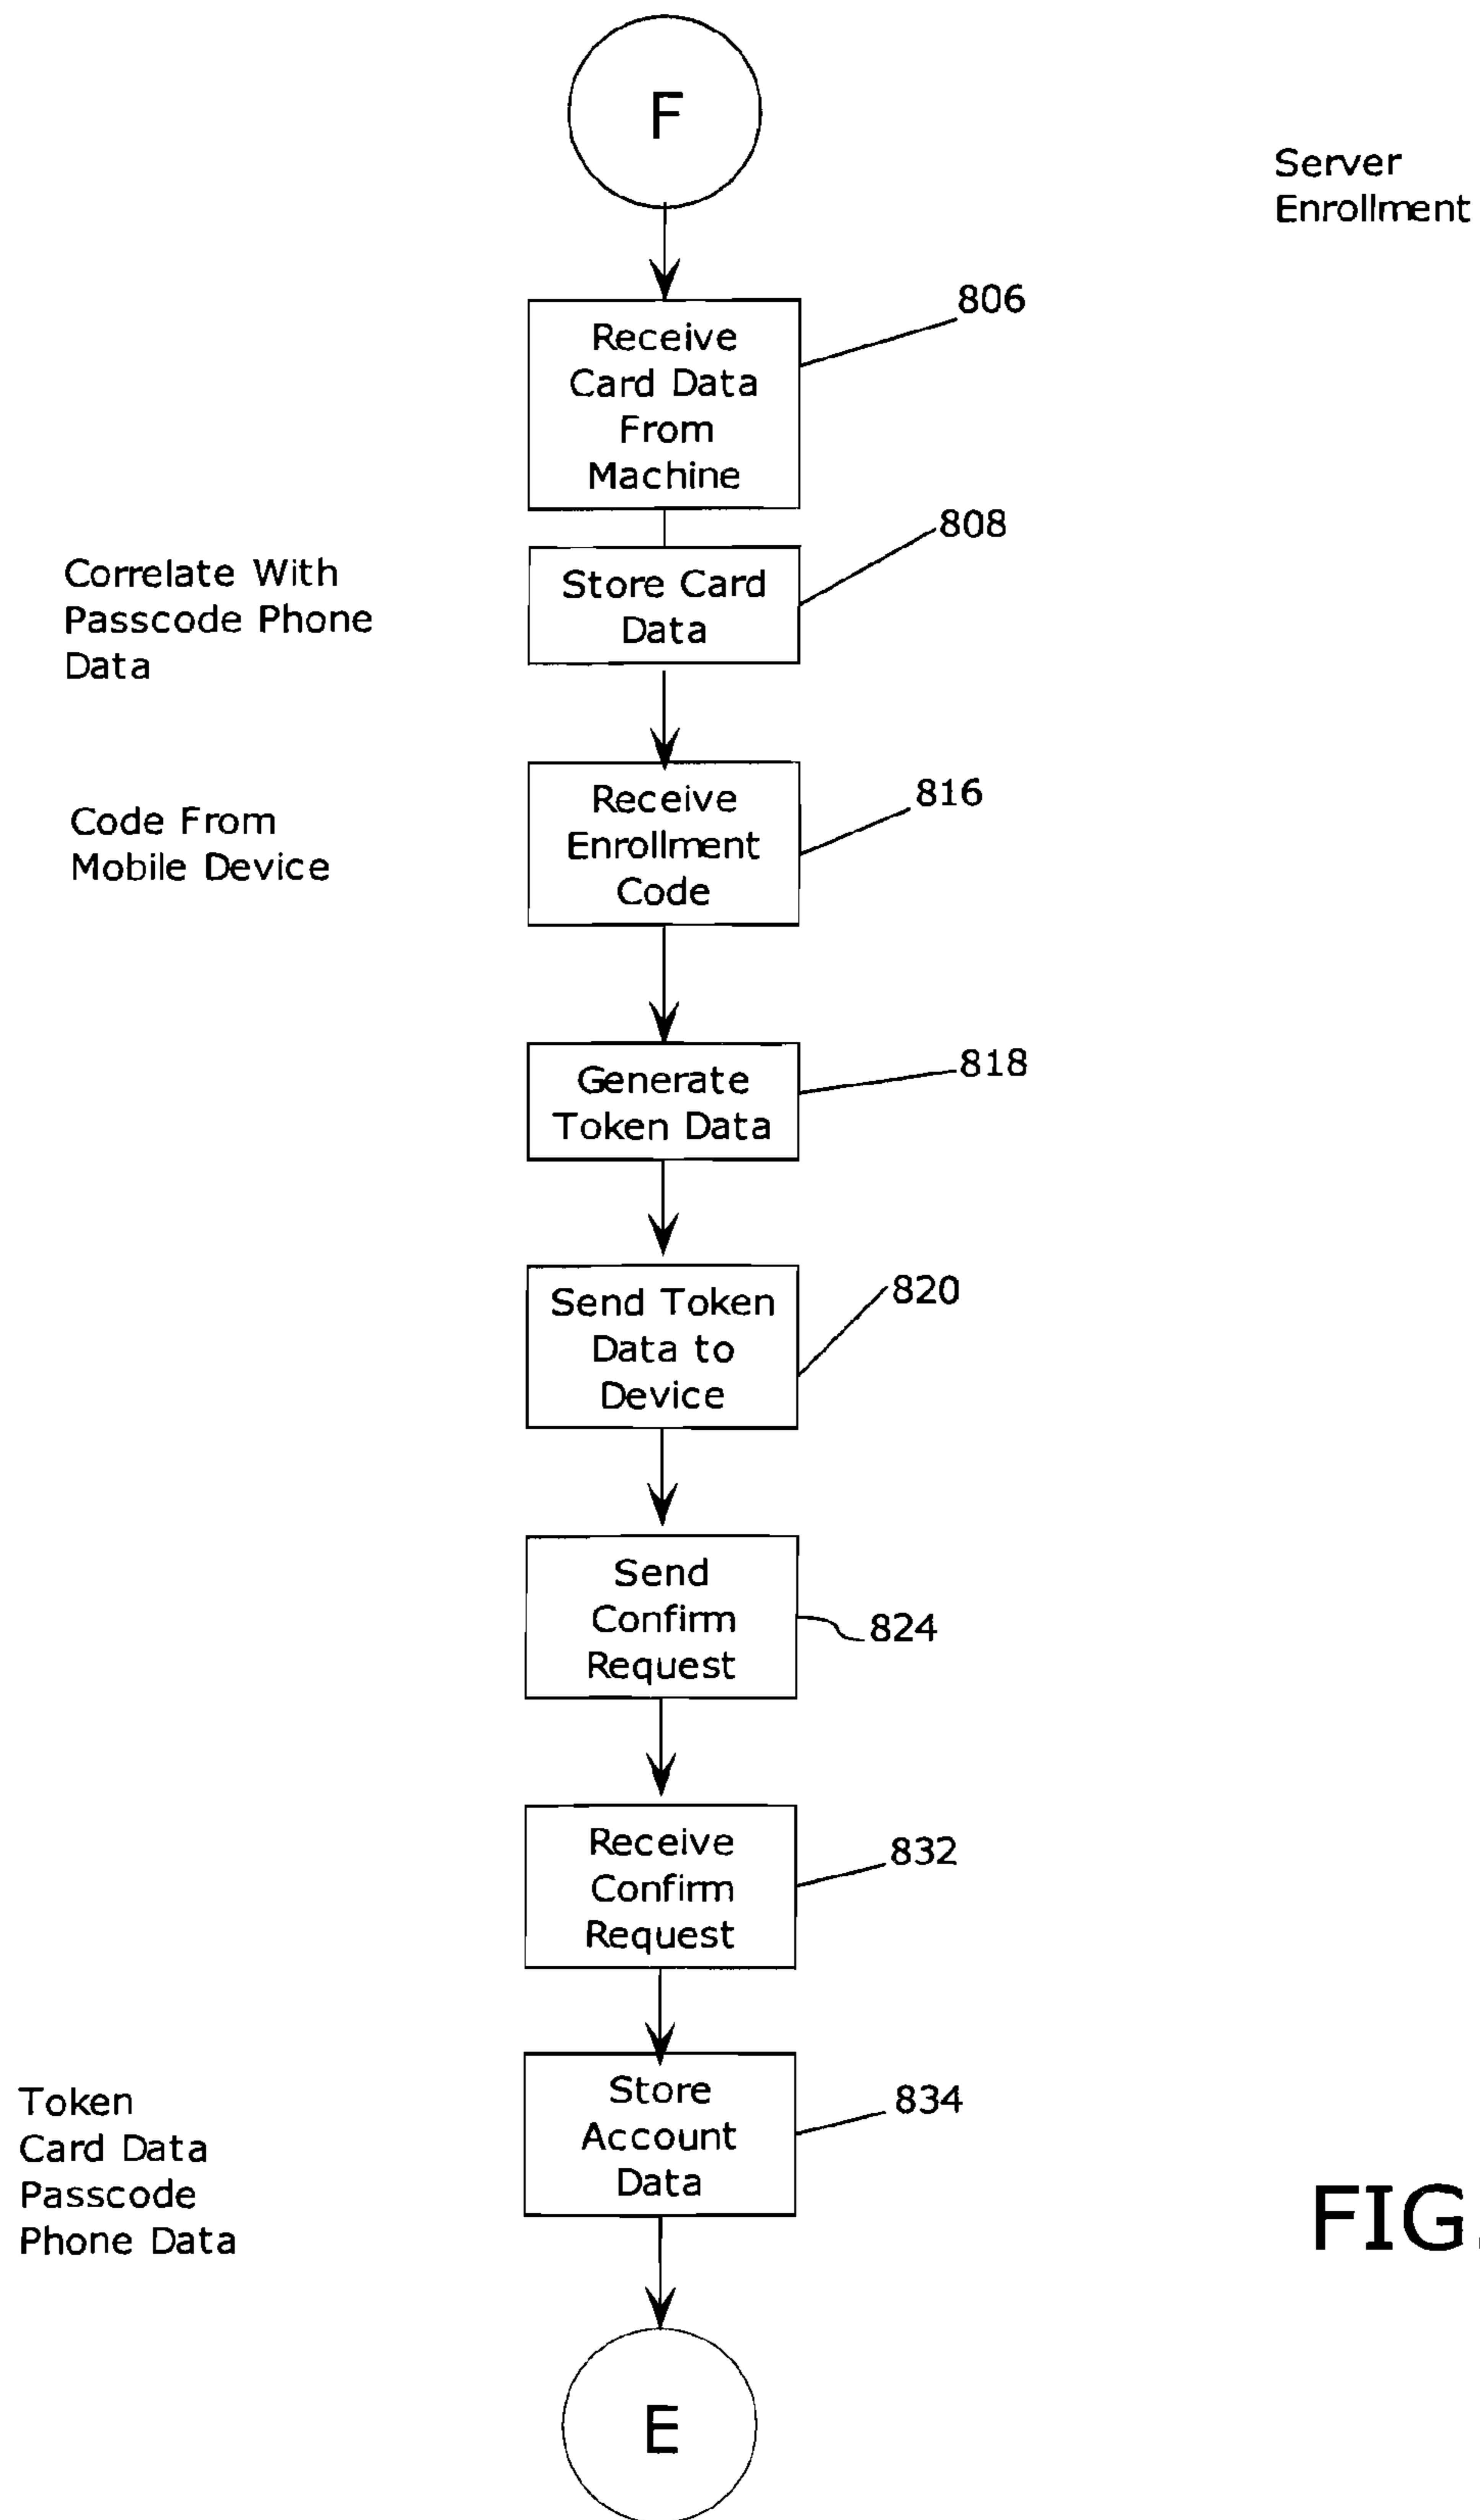 F
Server
Enrollment
806
Receive
Card Data
From
Machine
808
Correlate With
Passcode Phone
Data
Store Card
Data
816
Code From
Mobile Device
Receive
Enrollment
Code
818
Generate
Token Data
820
Send Token
Data to
Device
Send
Confirm
Request
824
Receive
Confirm
Request
832
Token
Card Data
Passcode
Phone Data
Store
Account
Data
834
FIG.
E